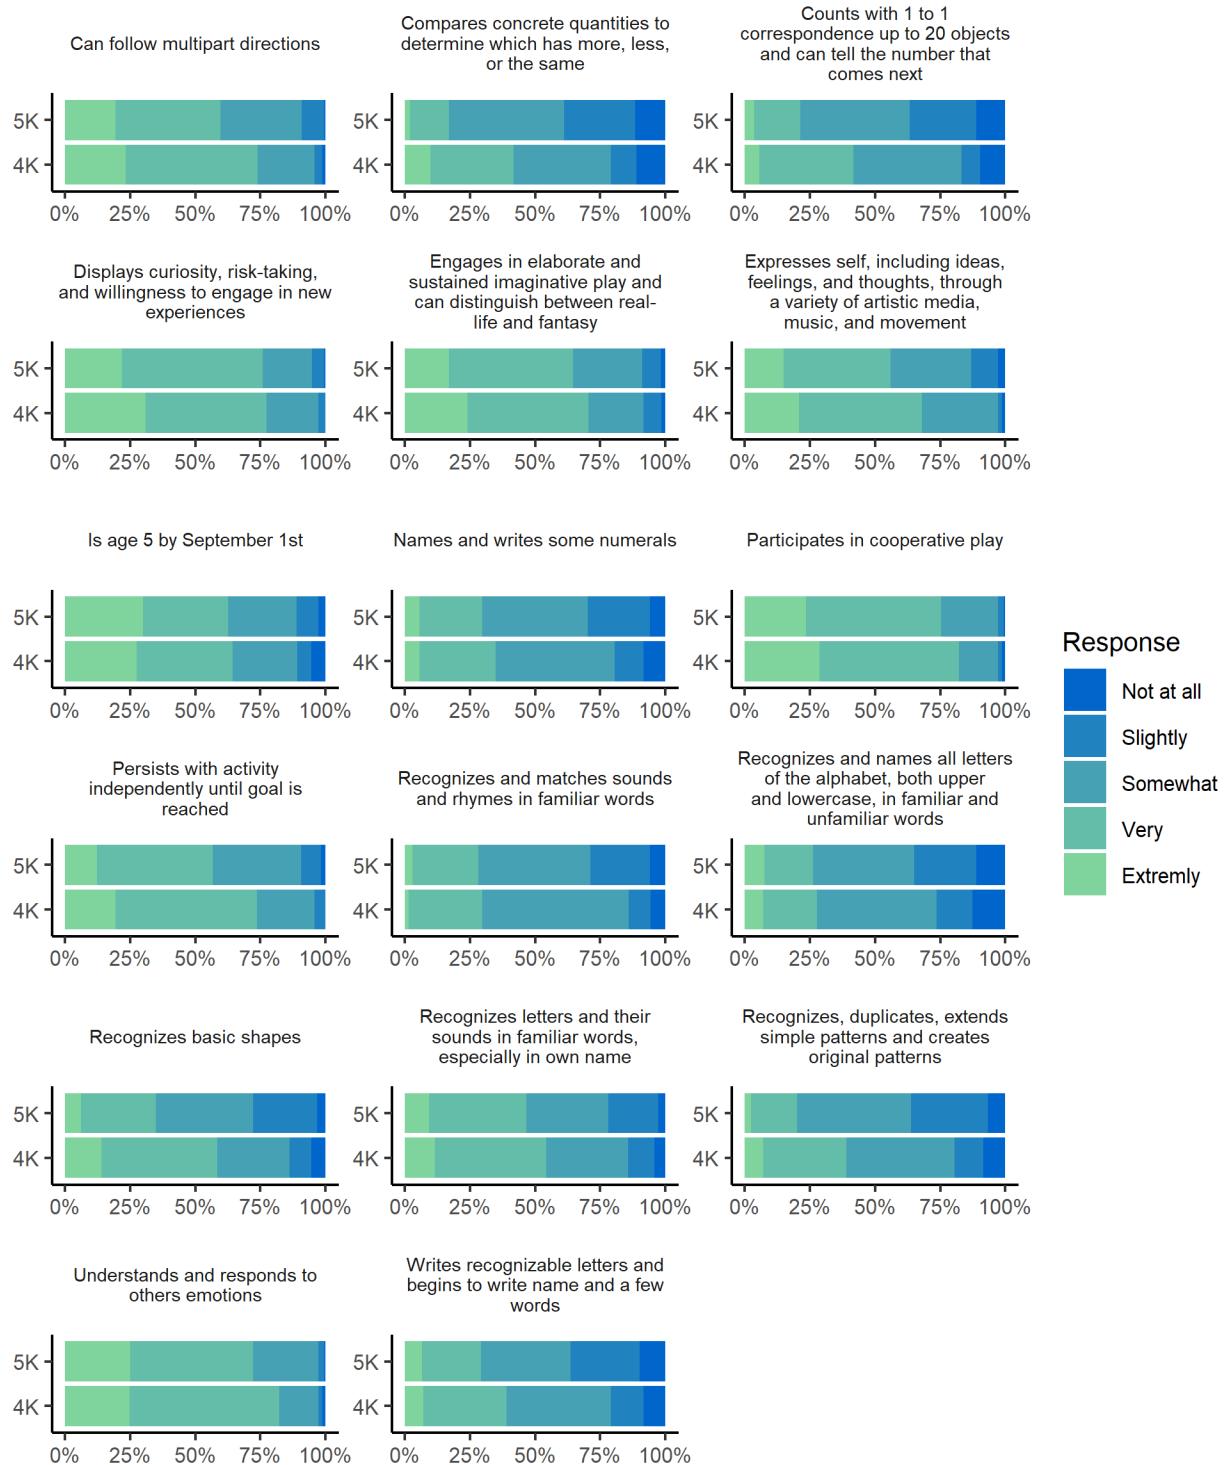 Can follow multipart directions
Compares concrete quantities to
determine which has more, less,
or the same
Counts with 1 to 1
correspondence up to 20 objects
and can tell the number that
comes next
5K
4K
0% 25% 50% 75% 100%
5K
4K
0% 25% 50% 75% 100%
5K
4K
0% 25% 50% 75% 100%
Displays curiosity, risk-taking,
and willingness to engage in new
experiences
Engages in elaborate and
sustained imaginative play and
can distinguish between real-
life and fantasy
Expresses self, including ideas,
feelings, and thoughts, through
a variety of artistic media,
music, and movement
5K
4K
0% 25% 50% 75% 100%
5K
4K
0% 25% 50% 75% 100%
5K
4K
0% 25% 50% 75% 100%
Is age 5 by September 1st
Names and writes some numerals
Participates in cooperative play
5K
4K
0% 25% 50% 75% 100%
5K
4K
0% 25% 50% 75% 100%
5K
4K
0% 25% 50% 75% 100%
Persists with activity
independently until goal is
reached
Recognizes and matches sounds
and rhymes in familiar words
Recognizes and names all letters
of the alphabet, both upper
and lowercase, in familiar and
unfamiliar words
5K
4K
0% 25% 50% 75% 100%
5K
4K
0% 25% 50% 75% 100%
5K
4K
0% 25% 50% 75% 100%
Recognizes basic shapes
Recognizes letters and their
sounds in familiar words,
especially in own name
Recognizes, duplicates, extends
simple patterns and creates
original patterns
5K
4K
0% 25% 50% 75% 100%
5K
4K
0% 25% 50% 75% 100%
5K
4K
0% 25% 50% 75% 100%
Understands and responds to
others emotions
Writes recognizable letters and
begins to write name and a few
words
5K
4K
0% 25% 50% 75% 100%
5K
4K
0% 25% 50% 75% 100%
Response
Not at all
Slightly
Somewhat
Very
Extremly